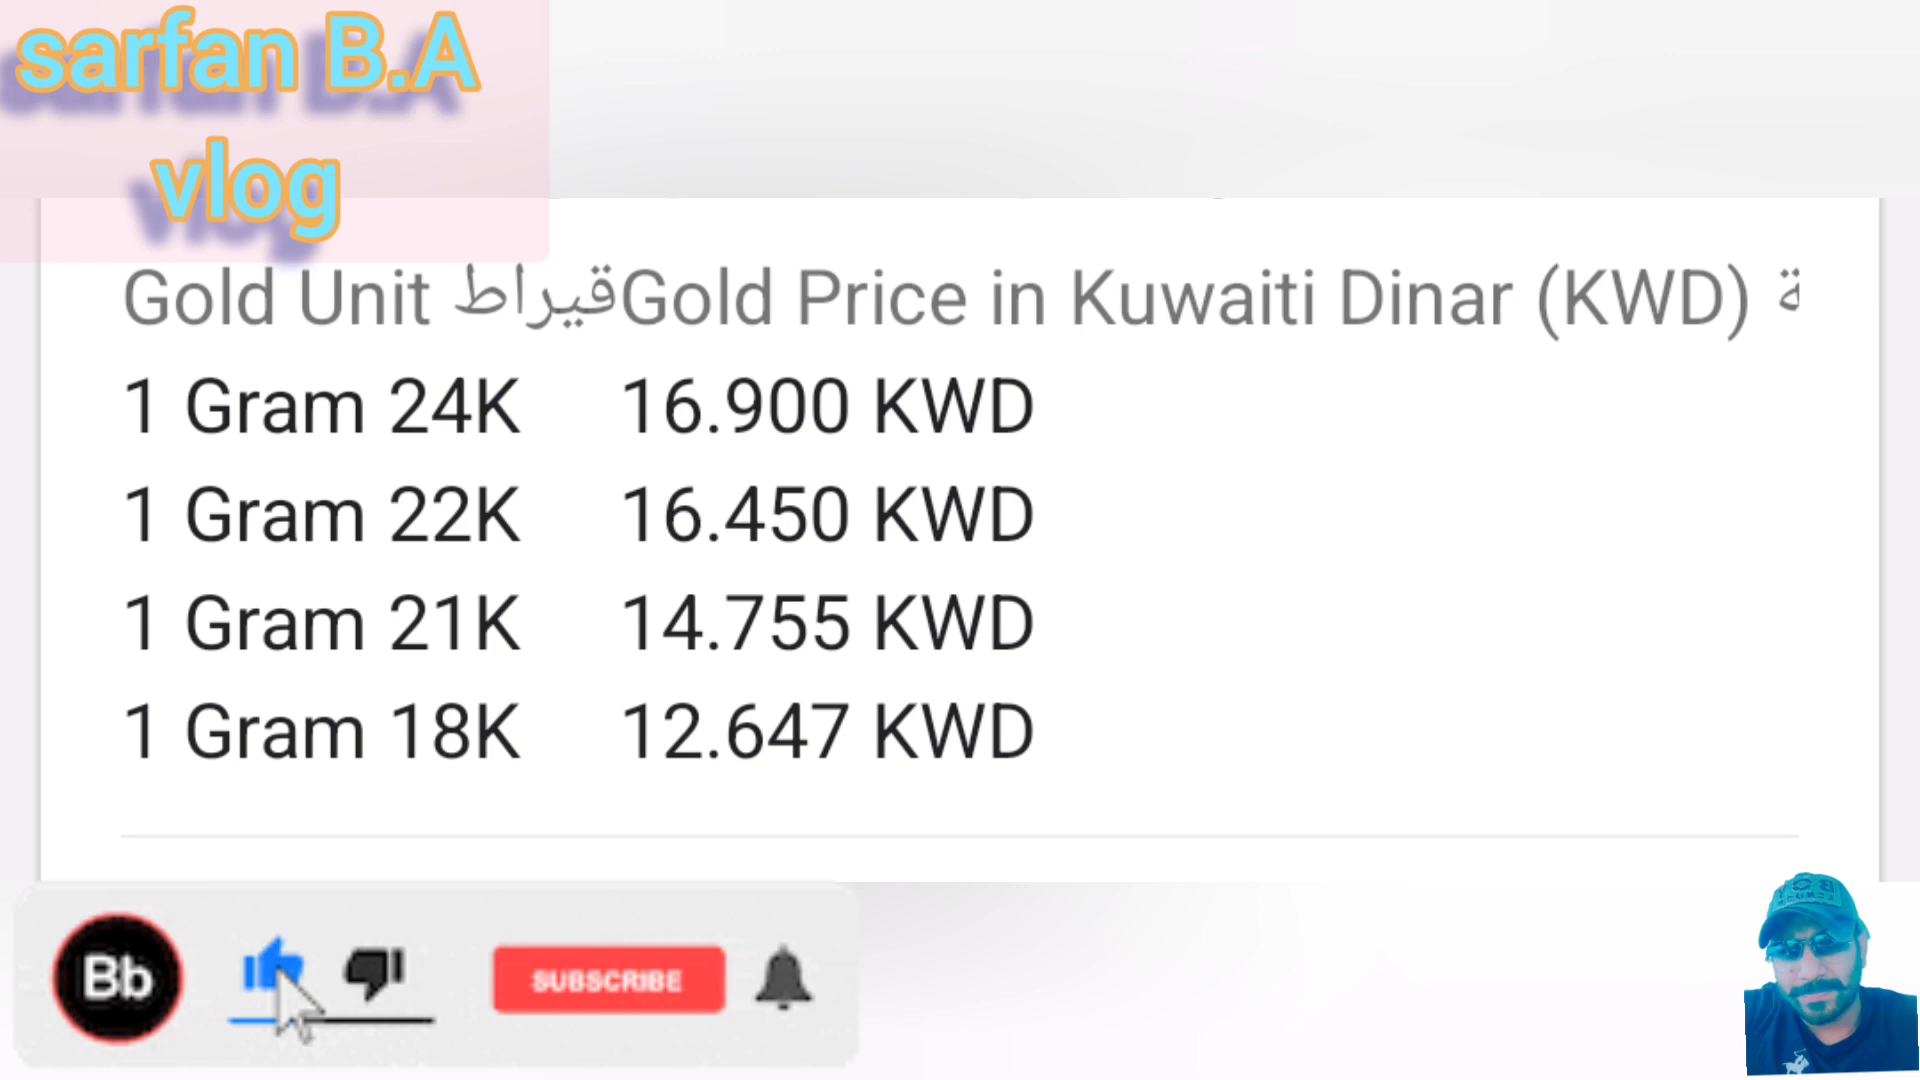 sarfan B.A
vlog
Gold Unit قيراط Gold Price in Kuwaiti Dinar (KWD)
1 Gram 24K 16.900 KWD
1 Gram 22K 16.450 KWD
1 Gram 21K 14.755 KWD
1 Gram 18K 12.647 KWD
Bb
SUBSCRIBE